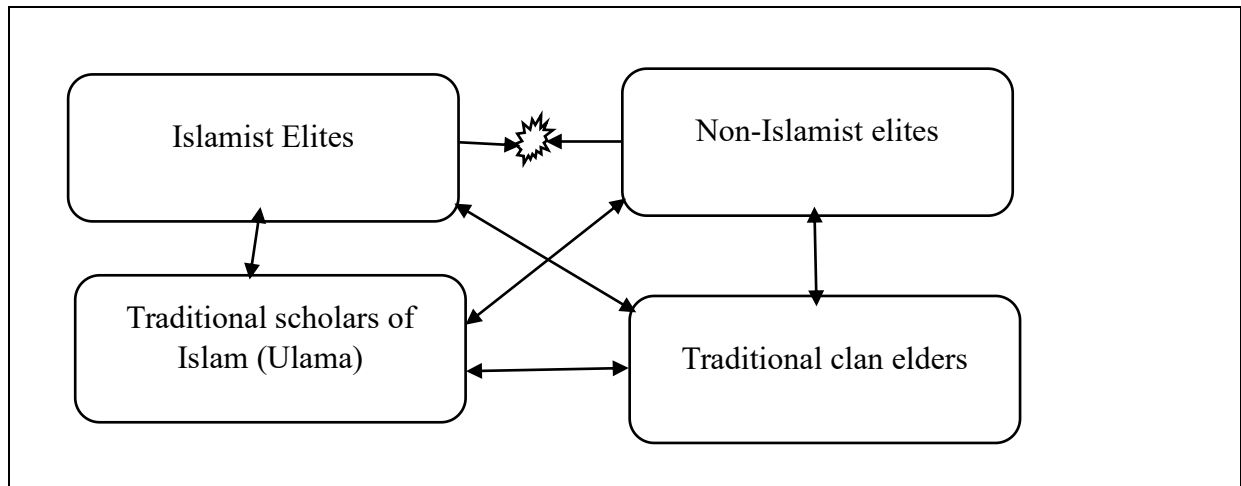 Islamist Elites
Non-Islamist elites
Traditional scholars of
Islam (Ulama)
Traditional clan elders